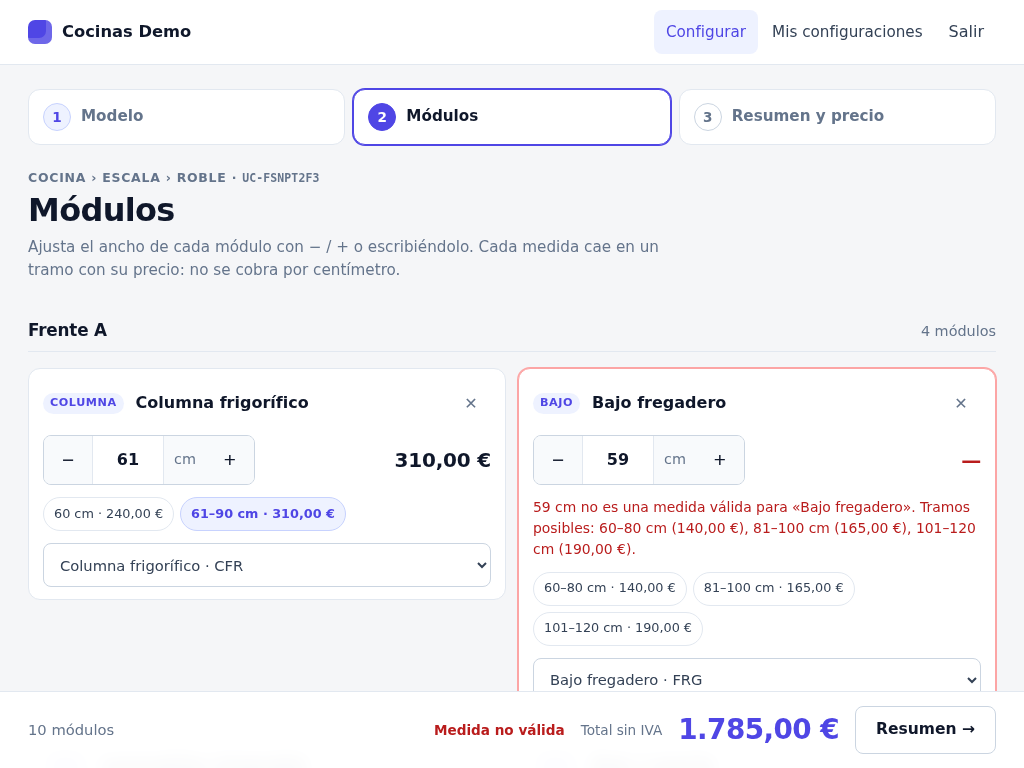 Cocinas Demo
Configurar
Mis configuraciones
Salir
1 Modelo
2 Módulos
3 Resumen y precio
COCINA › ESCALA › ROBLE · UC-FSNPT2F3
Módulos
Ajusta el ancho de cada módulo con − / + o escribiéndolo. Cada medida cae en un
tramo con su precio: no se cobra por centímetro.
Frente A
4 módulos
COLUMNA Columna frigorífico ×
− 61 cm + 310,00 €
60 cm · 240,00 € 61–90 cm · 310,00 €
Columna frigorífico · CFR
BAJO Bajo fregadero ×
− 59 cm + —
59 cm no es una medida válida para «Bajo fregadero». Tramos
posibles: 60–80 cm (140,00 €), 81–100 cm (165,00 €), 101–120
cm (190,00 €).
60–80 cm · 140,00 € 81–100 cm · 165,00 €
101–120 cm · 190,00 €
Bajo fregadero · FRG
10 módulos
Medida no válida
Total sin IVA
1.785,00 €
Resumen →